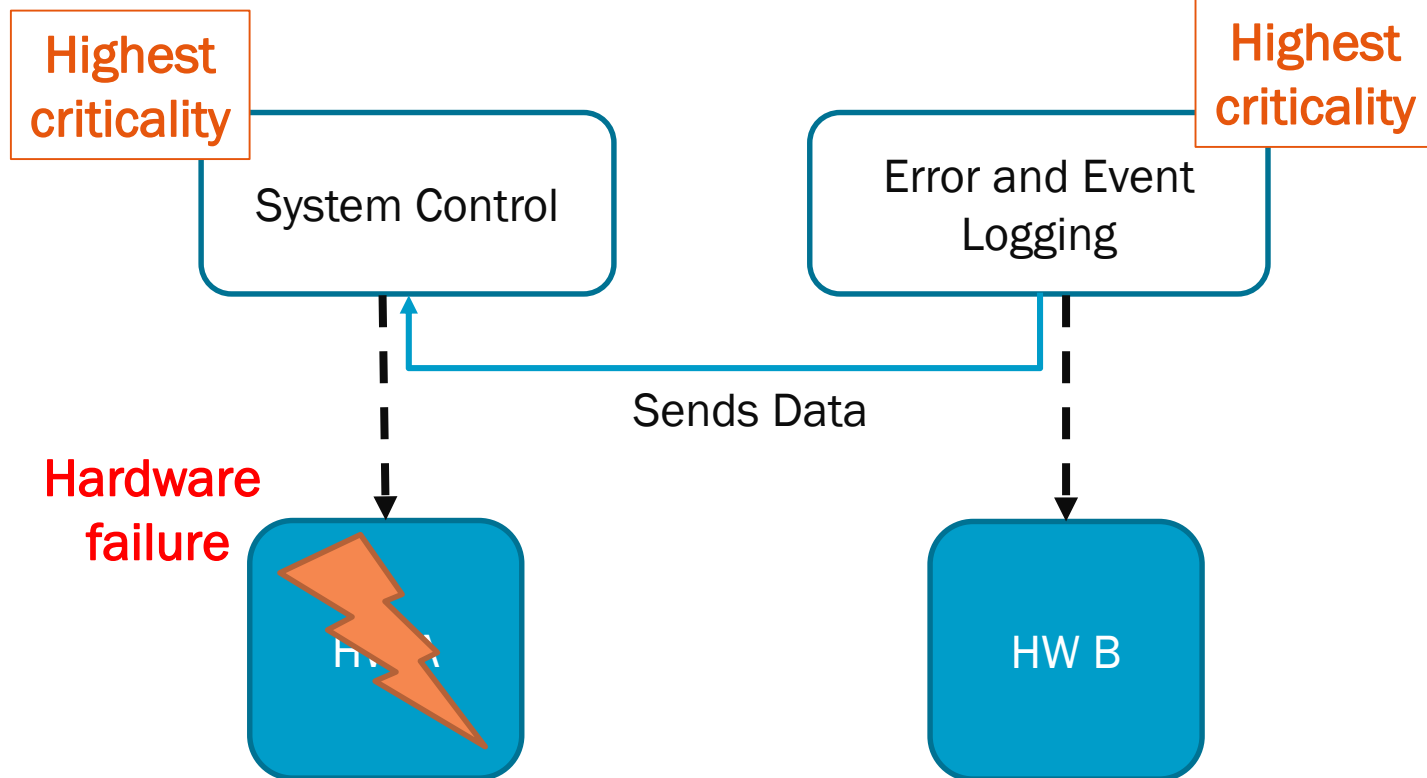 Highest
criticality
Highest
criticality
System Control
Error and Event
Logging
Sends Data
Hardware
failure
HW B